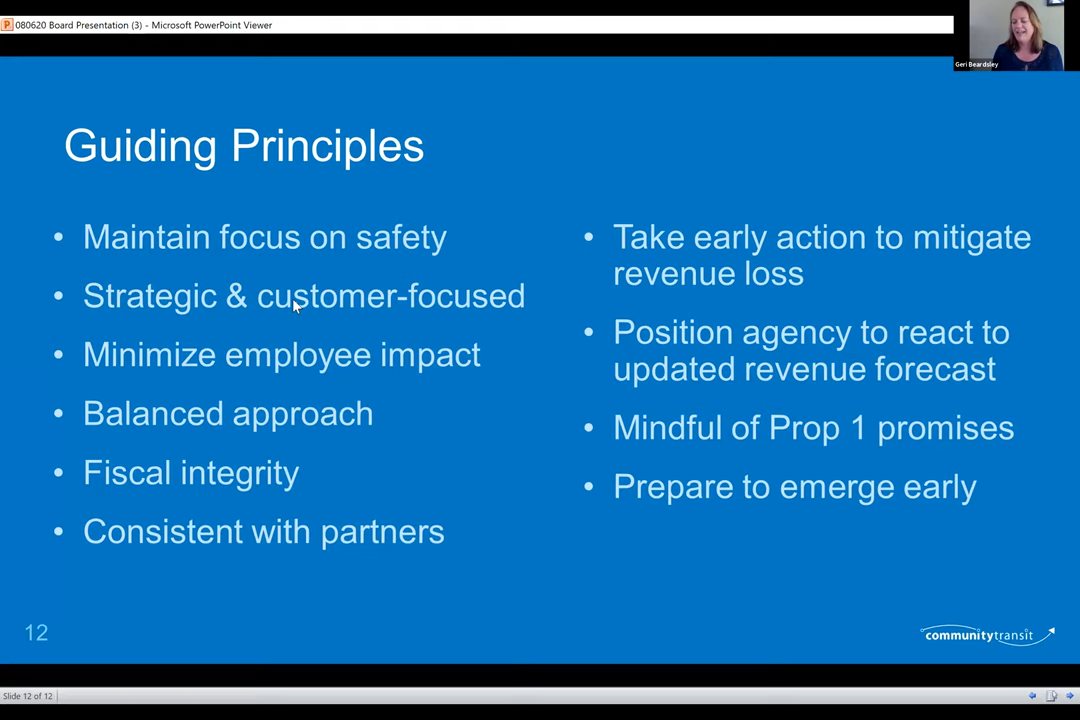 080620 Board Presentation (3) - Microsoft PowerPoint Viewer
Geri Beardsley
Guiding Principles
• Maintain focus on safety
• Strategic & customer-focused
• Minimize employee impact
• Balanced approach
• Fiscal integrity
• Consistent with partners
• Take early action to mitigate
revenue loss
• Position agency to react to
updated revenue forecast
• Mindful of Prop 1 promises
• Prepare to emerge early
12
communitytransit
Slide 12 of 12